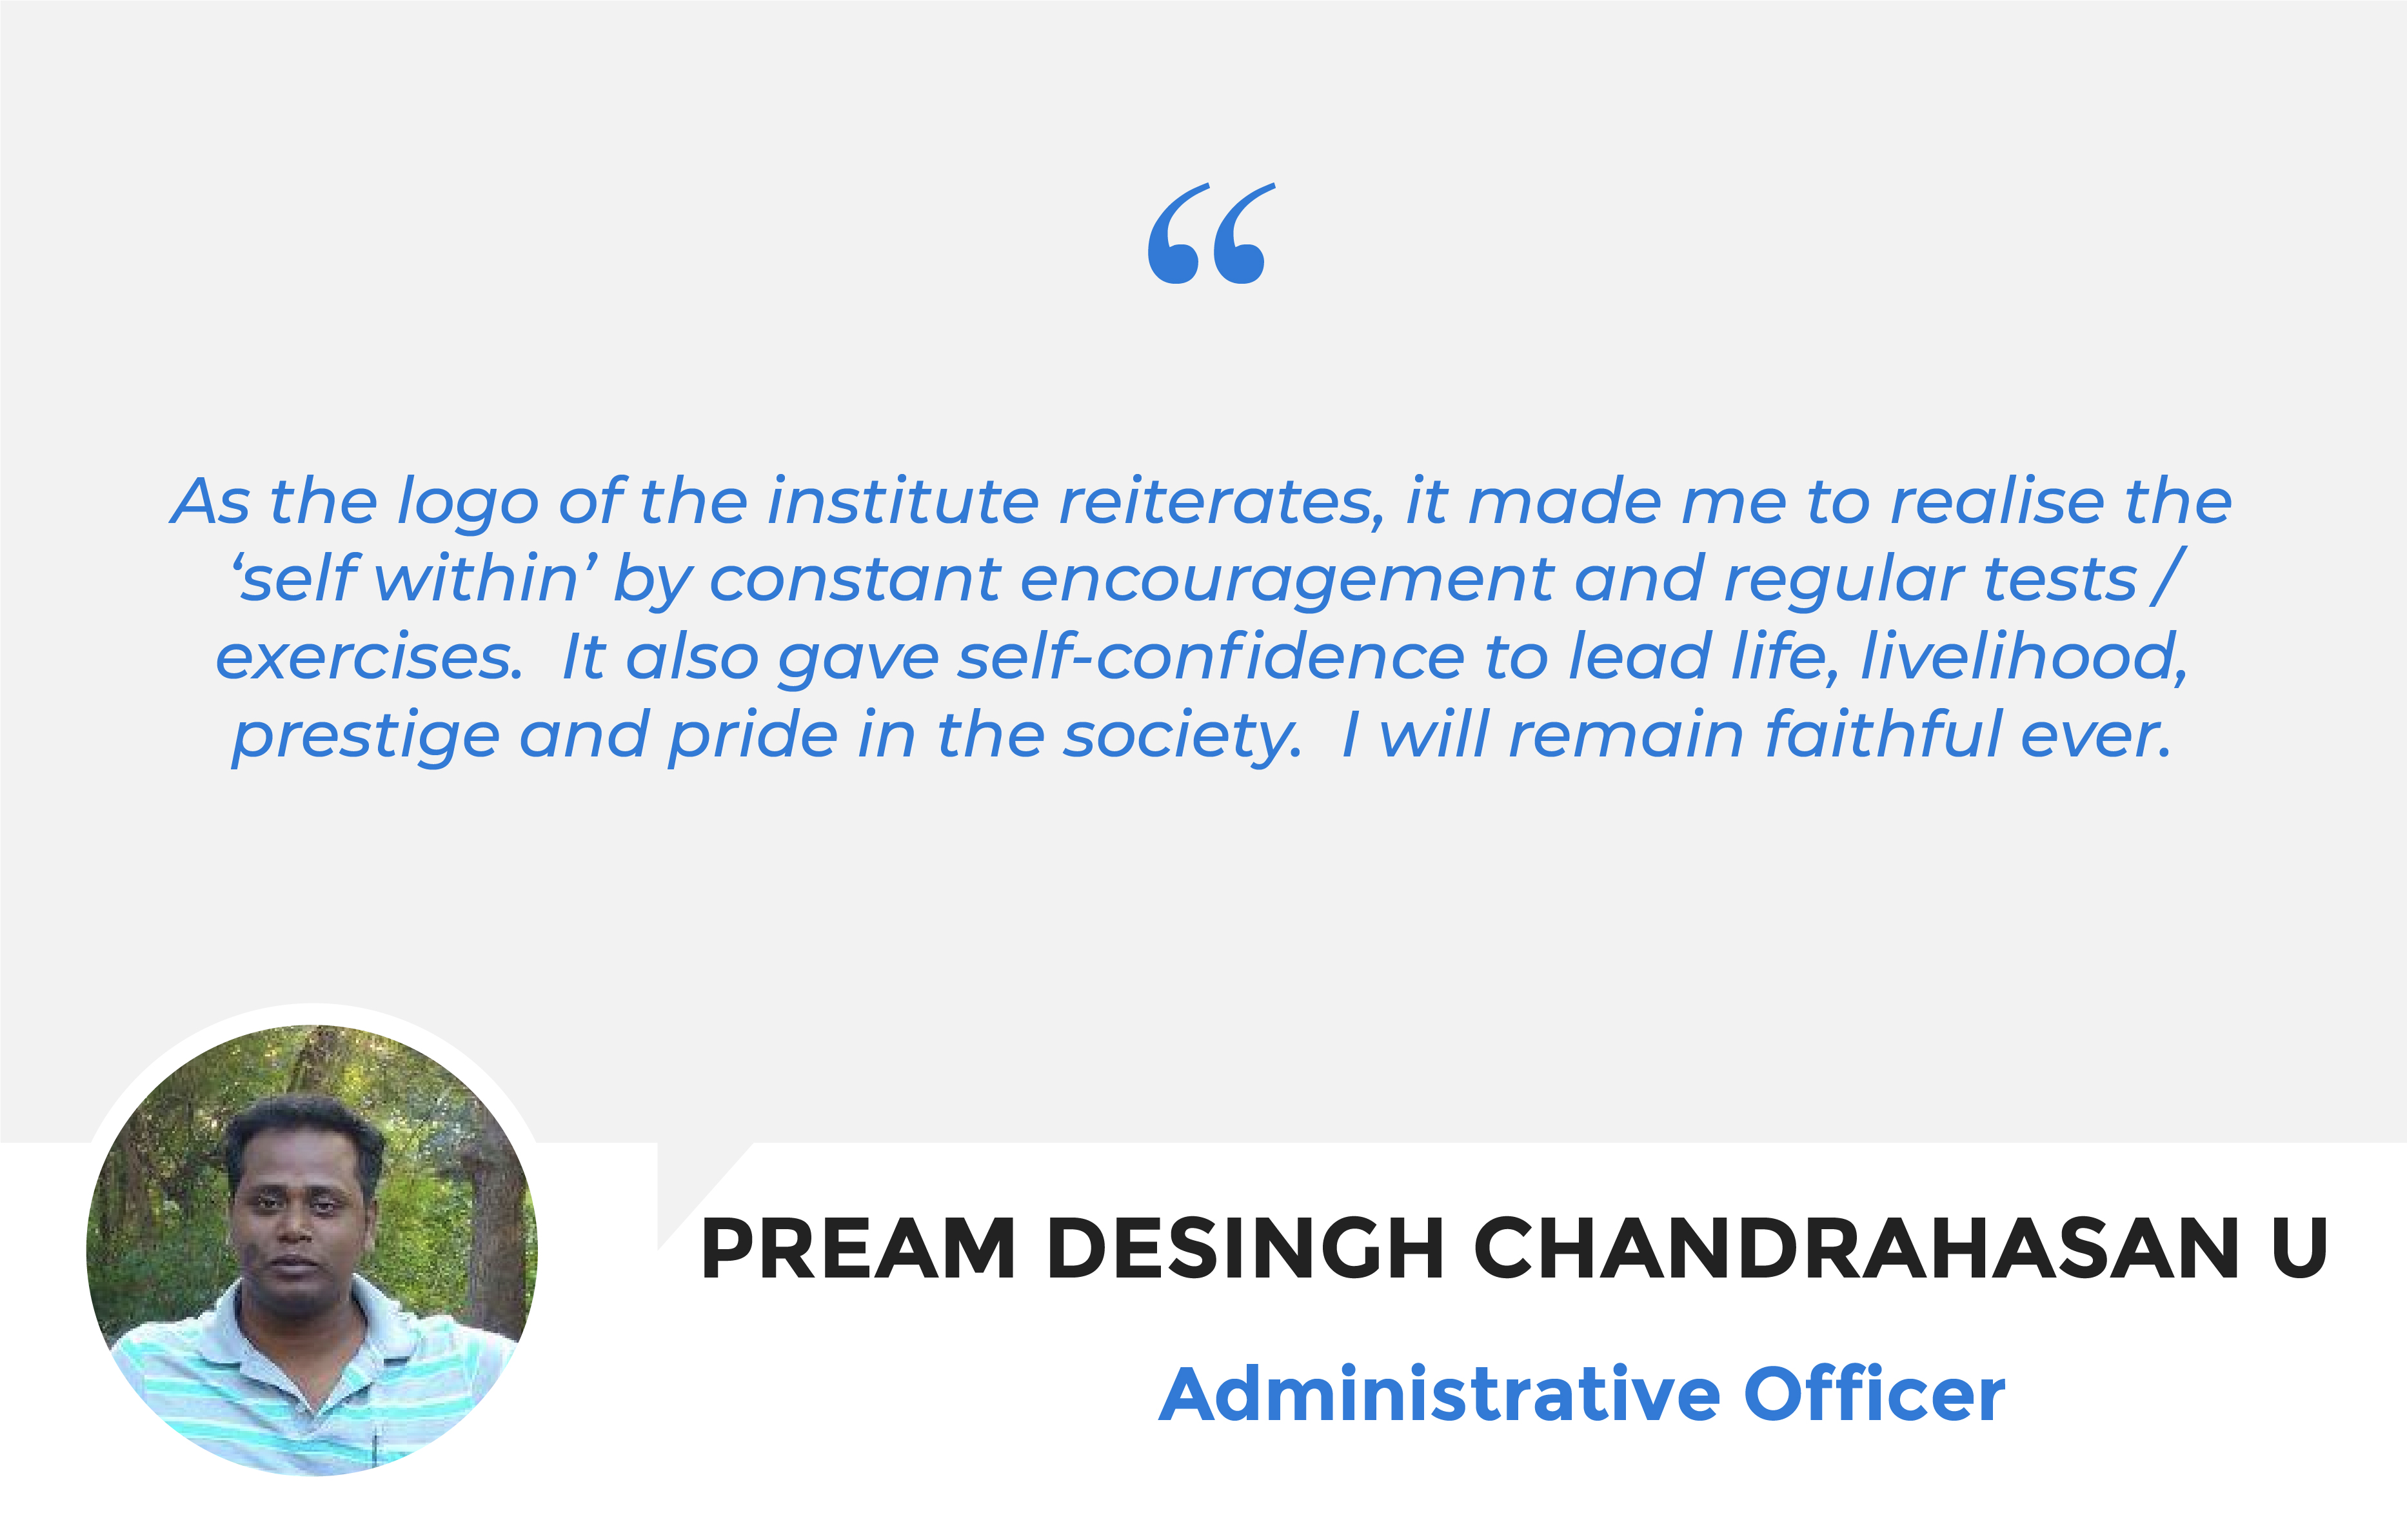 “
As the logo of the institute reiterates, it made me to realise the
‘self within’ by constant encouragement and regular tests /
exercises.  It also gave self-confidence to lead life, livelihood,
prestige and pride in the society.  I will remain faithful ever.
PREAM DESINGH CHANDRAHASAN U
Administrative Officer